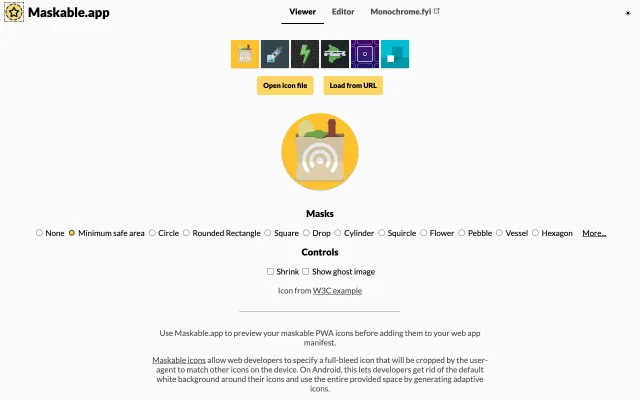 Maskable.app
Viewer Editor Monochrome.fyi
Open icon file Load from URL
Masks
None Minimum safe area Circle Rounded Rectangle Square Drop Cylinder Squircle Flower Pebble Vessel Hexagon More...
Controls
Shrink Show ghost image
Icon from W3C example
Use Maskable.app to preview your maskable PWA icons before adding them to your web app
manifest.
Maskable icons allow web developers to specify a full-bleed icon that will be cropped by the user-
agent to match other icons on the device. On Android, this lets developers get rid of the default
white background around their icons and use the entire provided space by generating adaptive
icons.